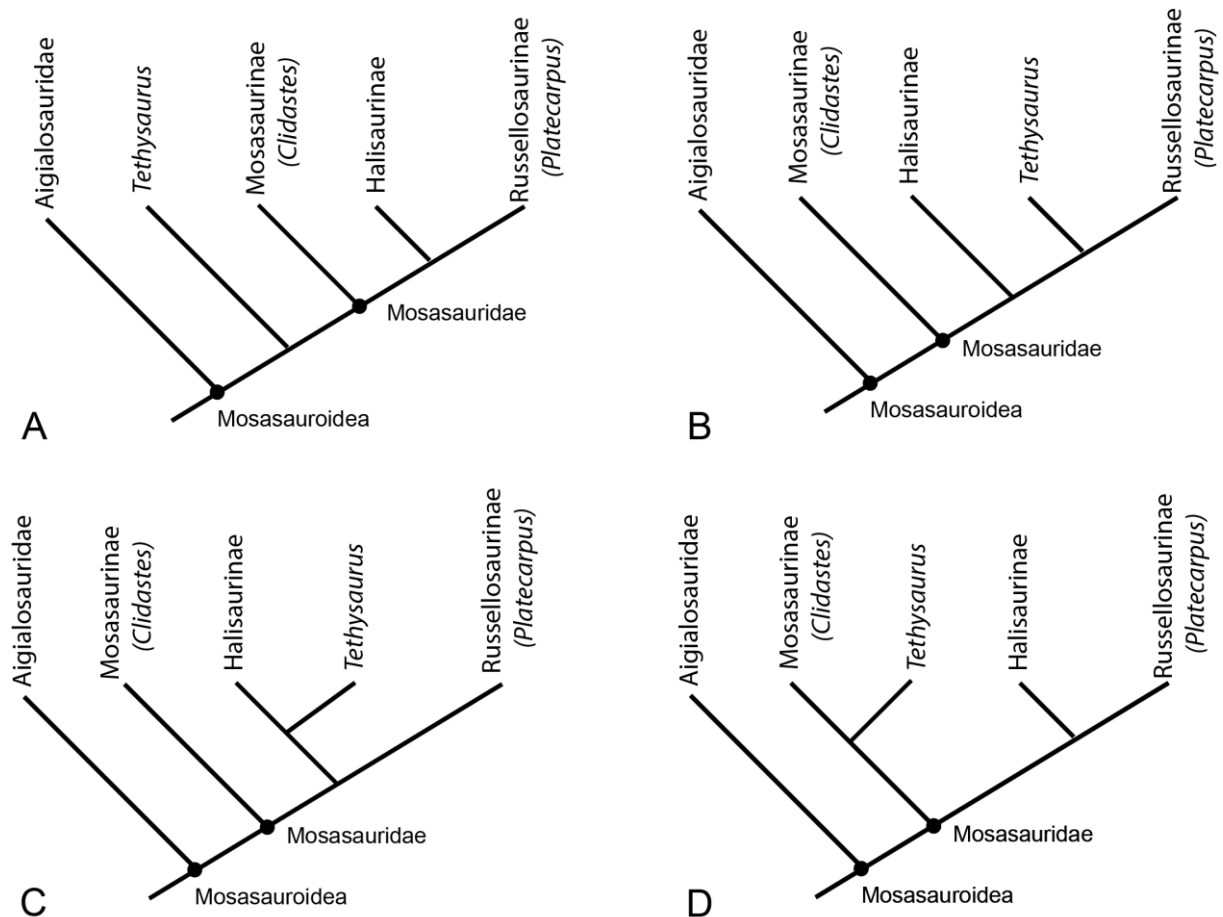 Aigialosauridae
Tethysaurus
Mosasaurinae
(Clidastes)
Halisaurinae
Russellosaurinae
(Platecarpus)
Mosasauridae
Mosasauroidea
A
Aigialosauridae
Mosasaurinae
(Clidastes)
Halisaurinae
Tethysaurus
Russellosaurinae
(Platecarpus)
Mosasauridae
Mosasauroidea
B
Aigialosauridae
Mosasaurinae
(Clidastes)
Halisaurinae
Tethysaurus
Russellosaurinae
(Platecarpus)
Mosasauridae
Mosasauroidea
C
Aigialosauridae
Mosasaurinae
(Clidastes)
Tethysaurus
Halisaurinae
Russellosaurinae
(Platecarpus)
Mosasauridae
Mosasauroidea
D